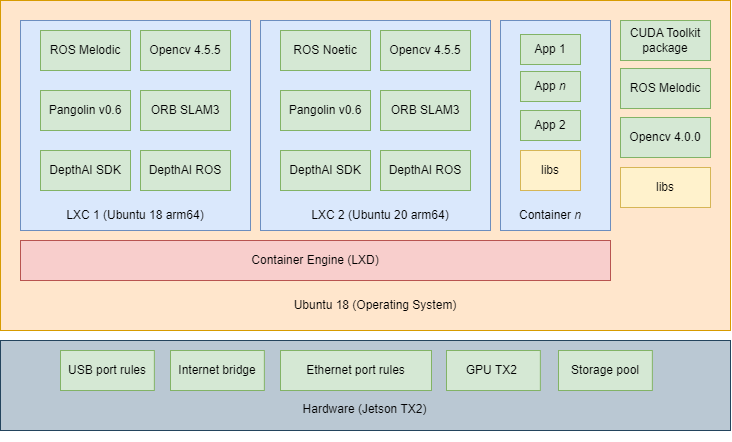 ROS Melodic
Opencv 4.5.5
Pangolin v0.6
ORB SLAM3
DepthAI SDK
DepthAI ROS
LXC 1 (Ubuntu 18 arm64)
ROS Noetic
Opencv 4.5.5
Pangolin v0.6
ORB SLAM3
DepthAI SDK
DepthAI ROS
LXC 2 (Ubuntu 20 arm64)
App 1
App n
App 2
libs
Container n
CUDA Toolkit
package
ROS Melodic
Opencv 4.0.0
libs
Container Engine (LXD)
Ubuntu 18 (Operating System)
USB port rules
Internet bridge
Ethernet port rules
GPU TX2
Storage pool
Hardware (Jetson TX2)